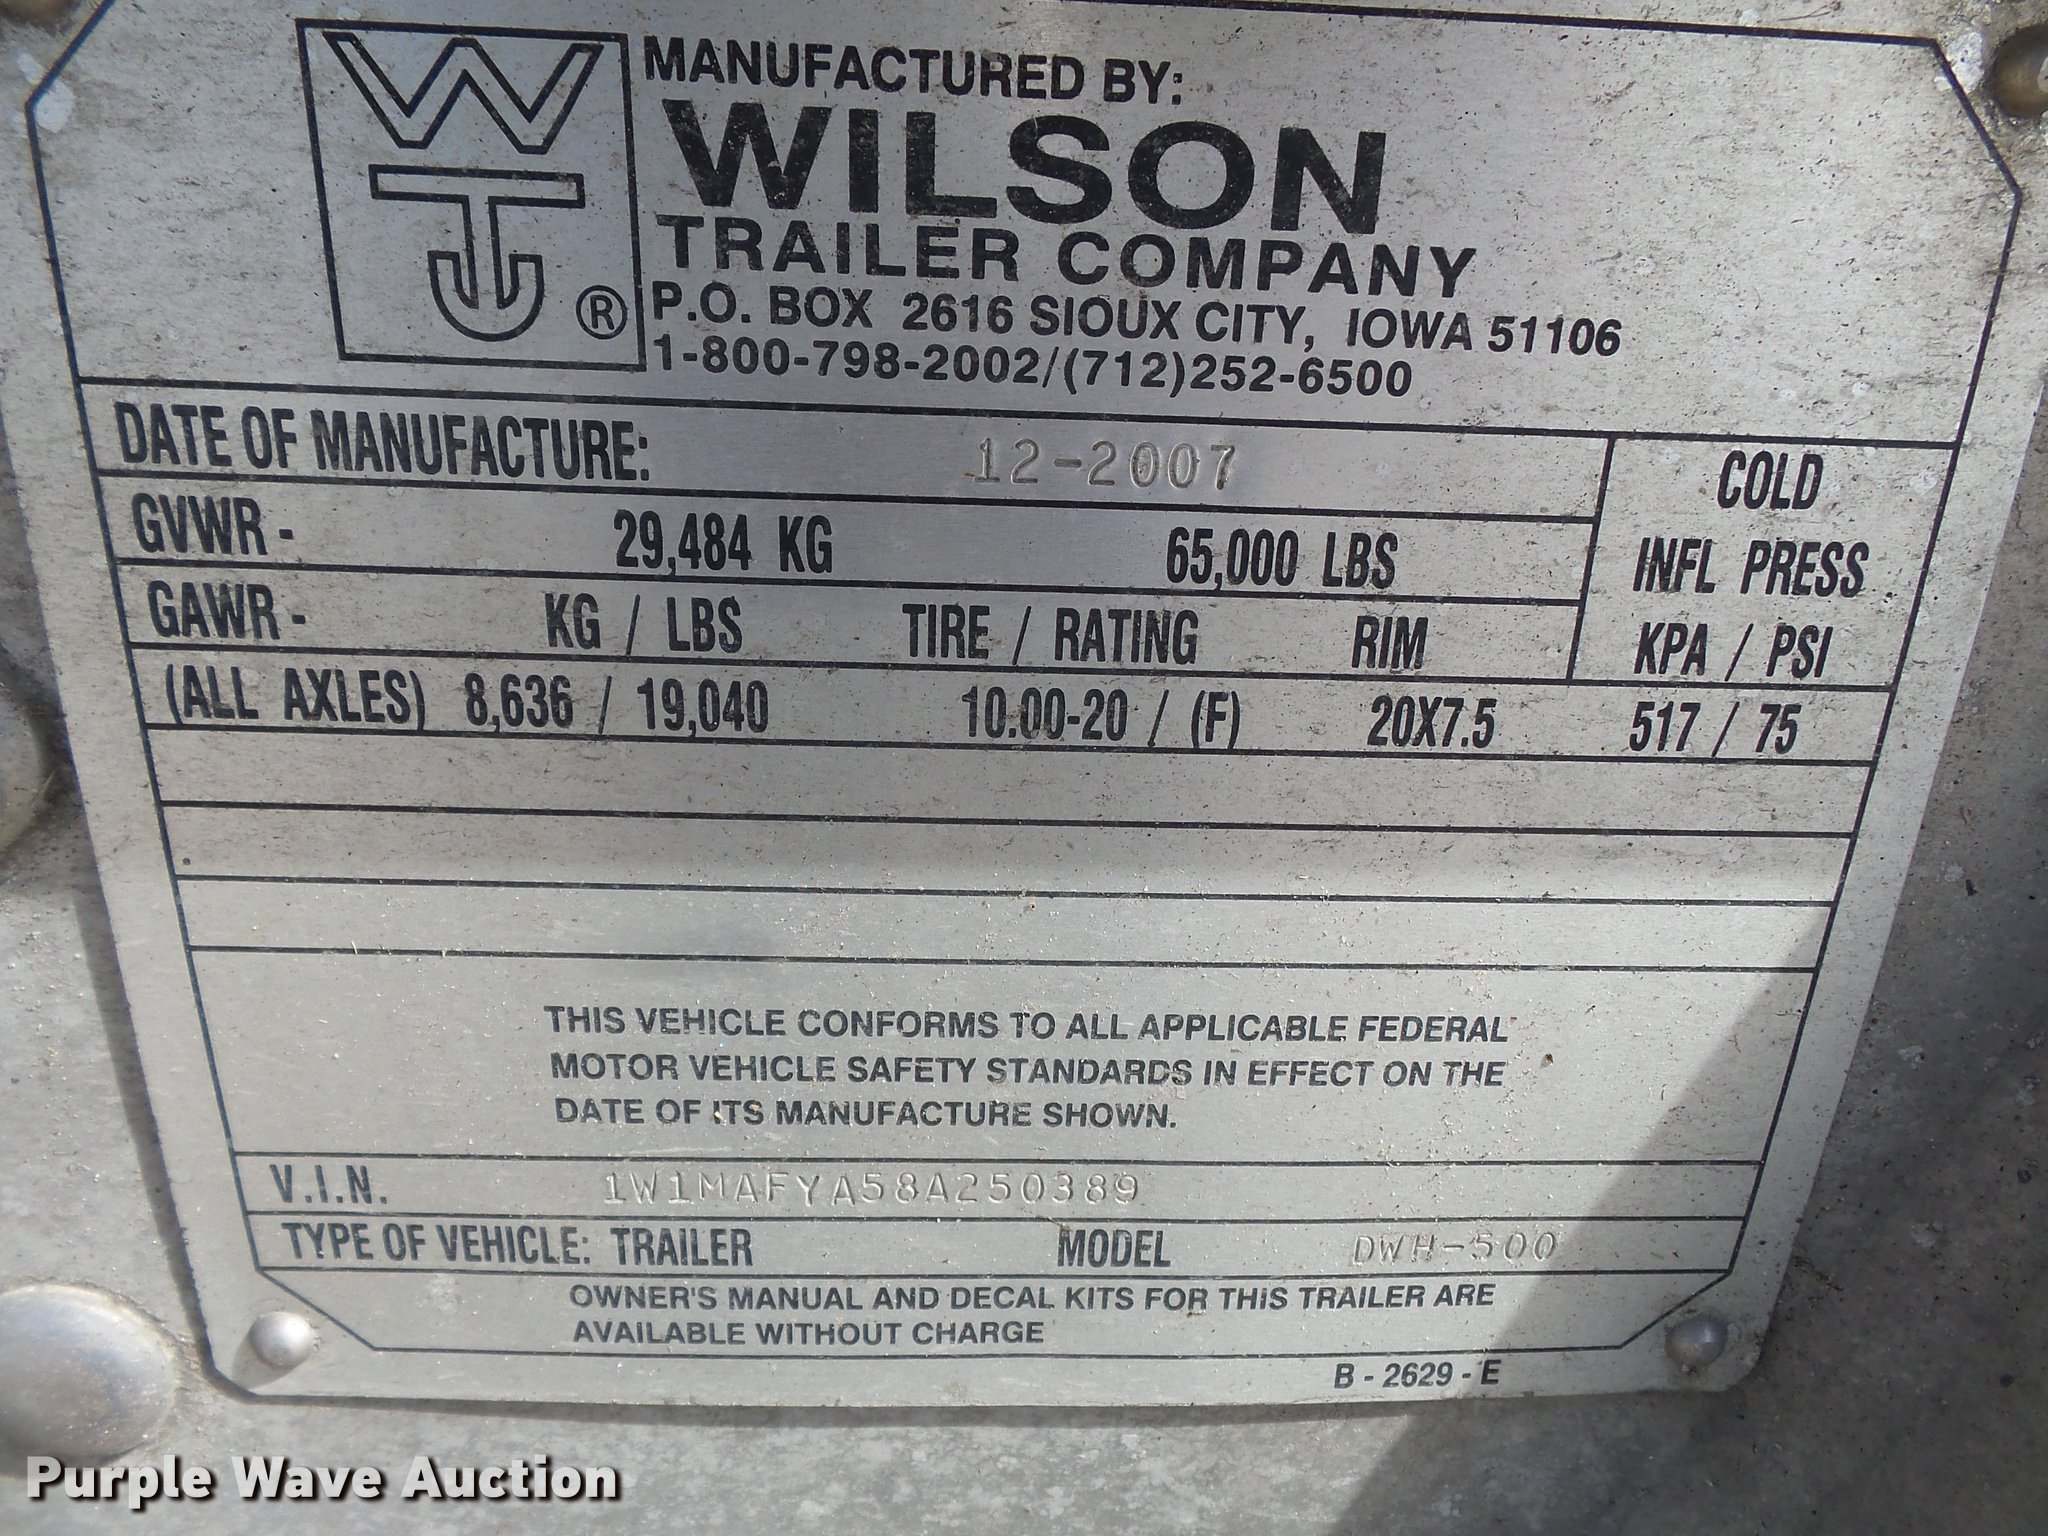 WT
®
MANUFACTURED BY:
WILSON
TRAILER COMPANY
P.O. BOX 2616 SIOUX CITY, IOWA 51106
1-800-798-2002/(712)252-6500
DATE OF MANUFACTURE: 12-2007
GVWR - 29,484 KG 65,000 LBS
COLD
INFL PRESS
GAWR - KG / LBS TIRE / RATING RIM KPA / PSI
(ALL AXLES) 8,636 / 19,040 10.00-20 / (F) 20X7.5 517 / 75
THIS VEHICLE CONFORMS TO ALL APPLICABLE FEDERAL
MOTOR VEHICLE SAFETY STANDARDS IN EFFECT ON THE
DATE OF ITS MANUFACTURE SHOWN.
V.I.N. 1W1MAFYA58A250389
TYPE OF VEHICLE: TRAILER MODEL DWH-500
OWNER'S MANUAL AND DECAL KITS FOR THIS TRAILER ARE
AVAILABLE WITHOUT CHARGE
B - 2629 - E
Purple Wave Auction